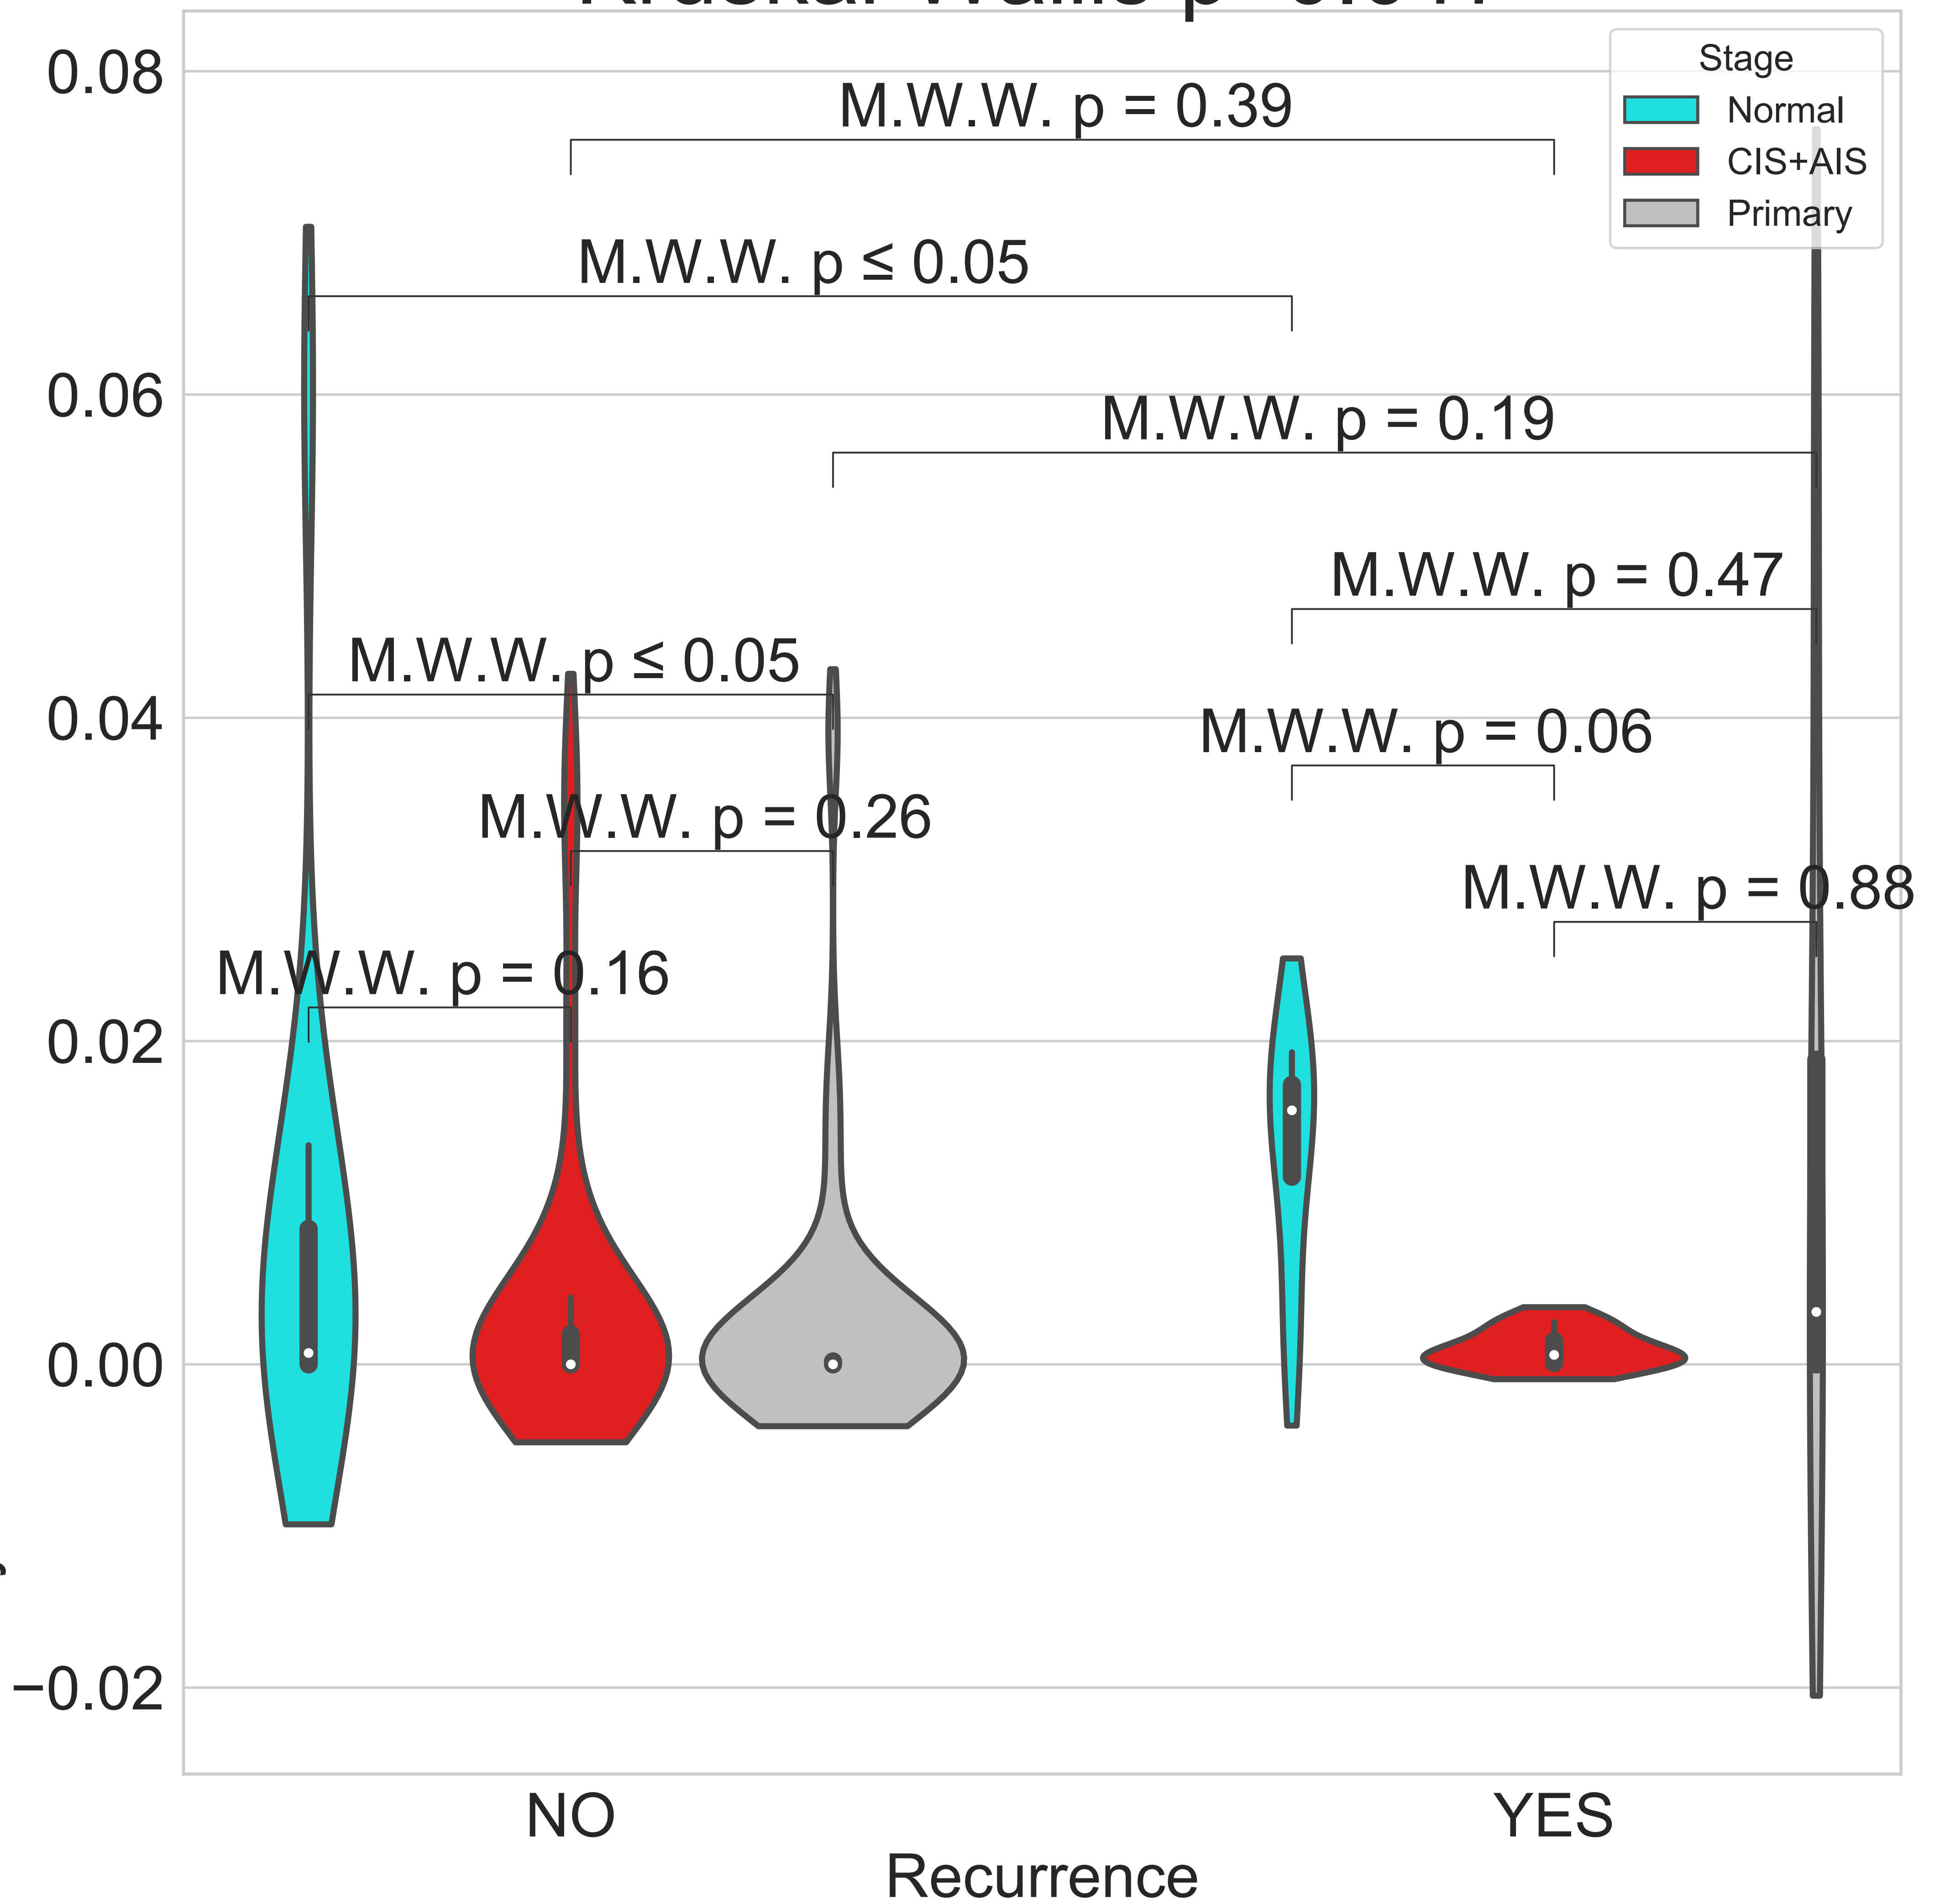 Stage
Normal
CIS+AIS
Primary
0.08
0.06
0.04
0.02
0.00
−0.02
M.W.W. p = 0.39
M.W.W. p ≤ 0.05
M.W.W. p = 0.19
M.W.W. p = 0.47
M.W.W. p ≤ 0.05
M.W.W. p = 0.06
M.W.W. p = 0.26
M.W.W. p = 0.88
M.W.W. p = 0.16
NO
YES
Recurrence